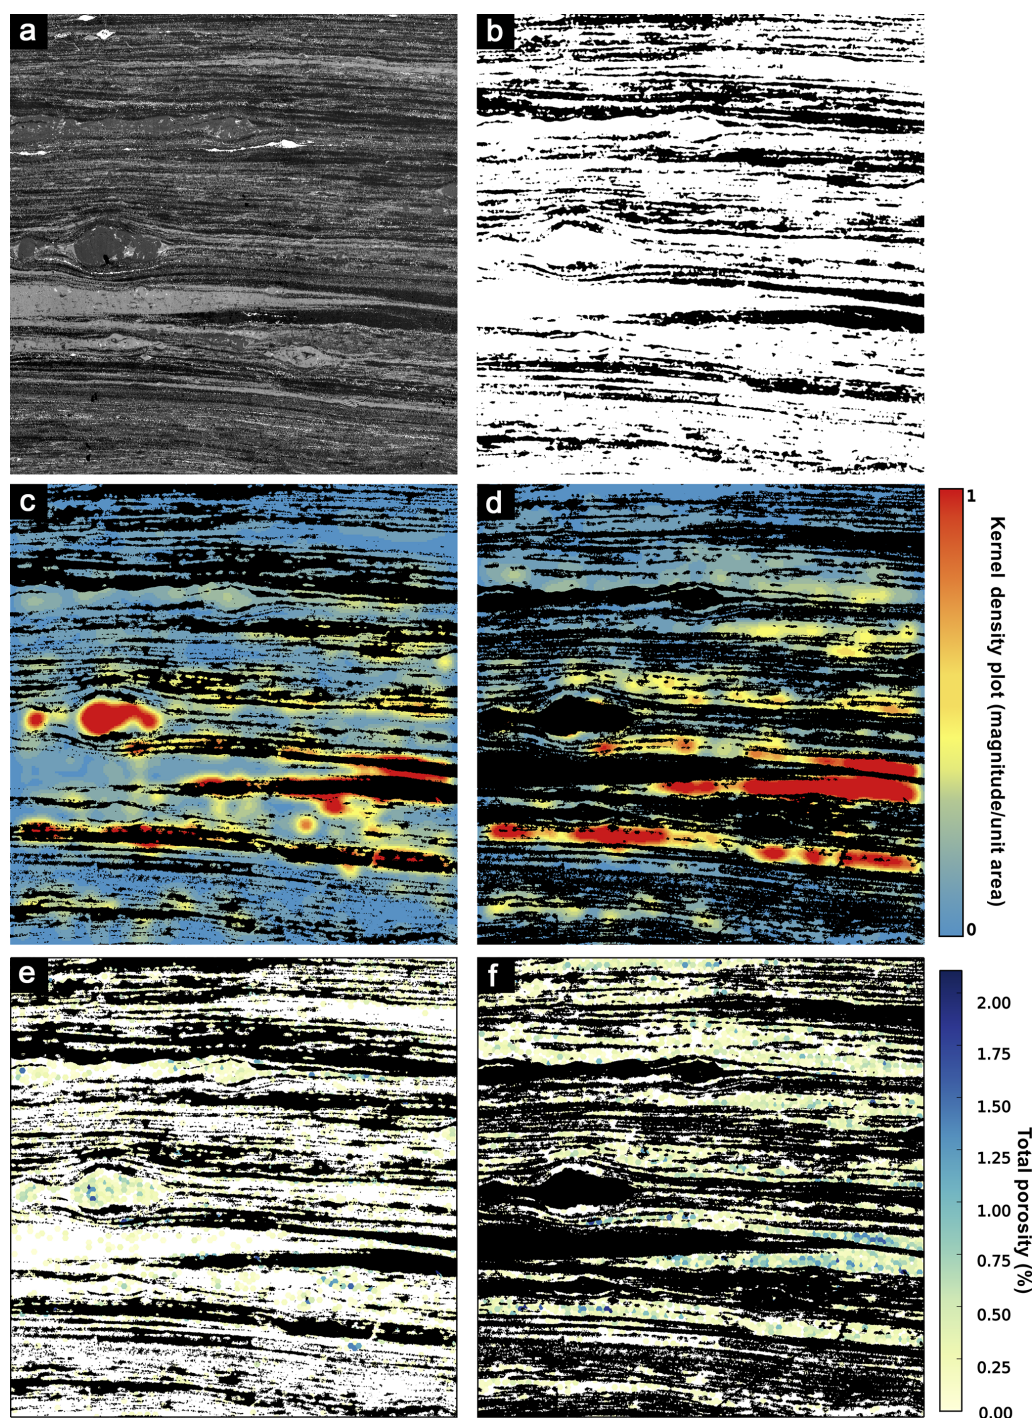 a
b
c
d
1
Kernel density plot (magnitude/unit area)
0
e
f
2.00
1.75
1.50
1.25
1.00
0.75
0.50
0.25
0.00
Total porosity (%)